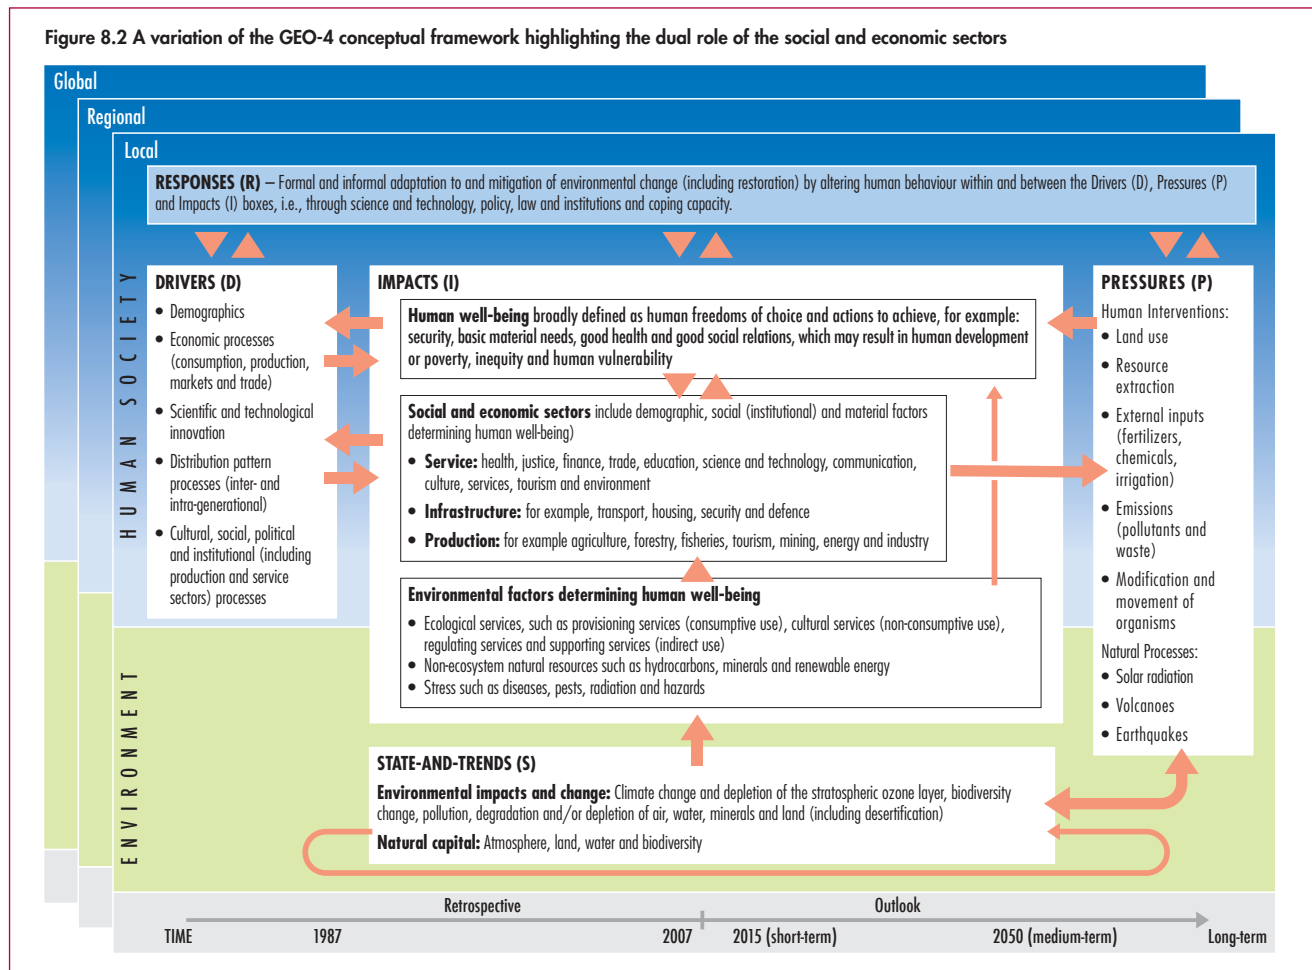 Figure 8.2 A variation of the GEO-4 conceptual framework highlighting the dual role of the social and economic sectors
Global
Regional
Local
RESPONSES (R) – Formal and informal adaptation to and mitigation of environmental change (including restoration) by altering human behaviour within and between the Drivers (D), Pressures (P)
and Impacts (I) boxes, i.e., through science and technology, policy, law and institutions and coping capacity.
HUMAN SOCIETY
DRIVERS (D)
• Demographics
• Economic processes
(consumption, production,
markets and trade)
• Scientific and technological
innovation
• Distribution pattern
processes (inter- and
intra-generational)
• Cultural, social, political
and institutional (including
production and service
sectors) processes
IMPACTS (I)
Human well-being broadly defined as human freedoms of choice and actions to achieve, for example:
security, basic material needs, good health and good social relations, which may result in human development
or poverty, inequity and human vulnerability
Social and economic sectors include demographic, social (institutional) and material factors
determining human well-being)
• Service: health, justice, finance, trade, education, science and technology, communication,
culture, services, tourism and environment
• Infrastructure: for example, transport, housing, security and defence
• Production: for example agriculture, forestry, fisheries, tourism, mining, energy and industry
Environmental factors determining human well-being
• Ecological services, such as provisioning services (consumptive use), cultural services (non-consumptive use),
regulating services and supporting services (indirect use)
• Non-ecosystem natural resources such as hydrocarbons, minerals and renewable energy
• Stress such as diseases, pests, radiation and hazards
PRESSURES (P)
Human Interventions:
• Land use
• Resource
extraction
• External inputs
(fertilizers,
chemicals,
irrigation)
• Emissions
(pollutants and
waste)
• Modification and
movement of
organisms
Natural Processes:
• Solar radiation
• Volcanoes
• Earthquakes
ENVIRONMENT
STATE-AND-TRENDS (S)
Environmental impacts and change: Climate change and depletion of the stratospheric ozone layer, biodiversity
change, pollution, degradation and/or depletion of air, water, minerals and land (including desertification)
Natural capital: Atmosphere, land, water and biodiversity
Retrospective
Outlook
TIME
1987
2007
2015 (short-term)
2050 (medium-term)
Long-term